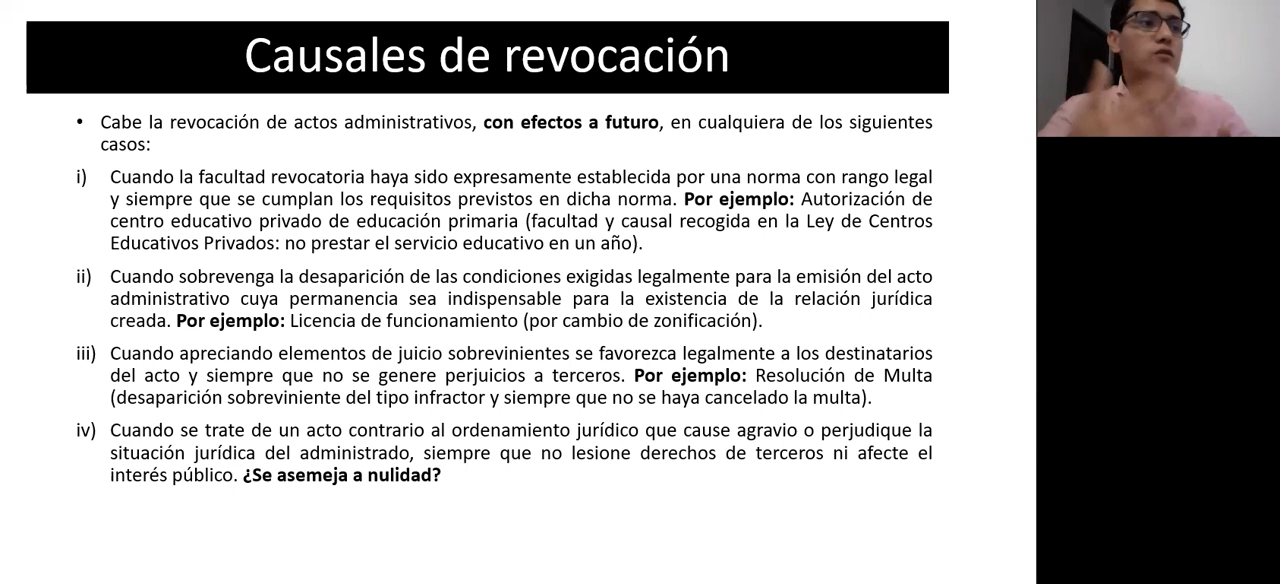 Causales de revocación
• Cabe la revocación de actos administrativos, con efectos a futuro, en cualquiera de los siguientes
casos:
i) Cuando la facultad revocatoria haya sido expresamente establecida por una norma con rango legal
y siempre que se cumplan los requisitos previstos en dicha norma. Por ejemplo: Autorización de
centro educativo privado de educación primaria (facultad y causal recogida en la Ley de Centros
Educativos Privados: no prestar el servicio educativo en un año).
ii) Cuando sobrevenga la desaparición de las condiciones exigidas legalmente para la emisión del acto
administrativo cuya permanencia sea indispensable para la existencia de la relación jurídica
creada. Por ejemplo: Licencia de funcionamiento (por cambio de zonificación).
iii) Cuando apreciando elementos de juicio sobrevinientes se favorezca legalmente a los destinatarios
del acto y siempre que no se genere perjuicios a terceros. Por ejemplo: Resolución de Multa
(desaparición sobreviniente del tipo infractor y siempre que no se haya cancelado la multa).
iv) Cuando se trate de un acto contrario al ordenamiento jurídico que cause agravio o perjudique la
situación jurídica del administrado, siempre que no lesione derechos de terceros ni afecte el
interés público. ¿Se asemeja a nulidad?